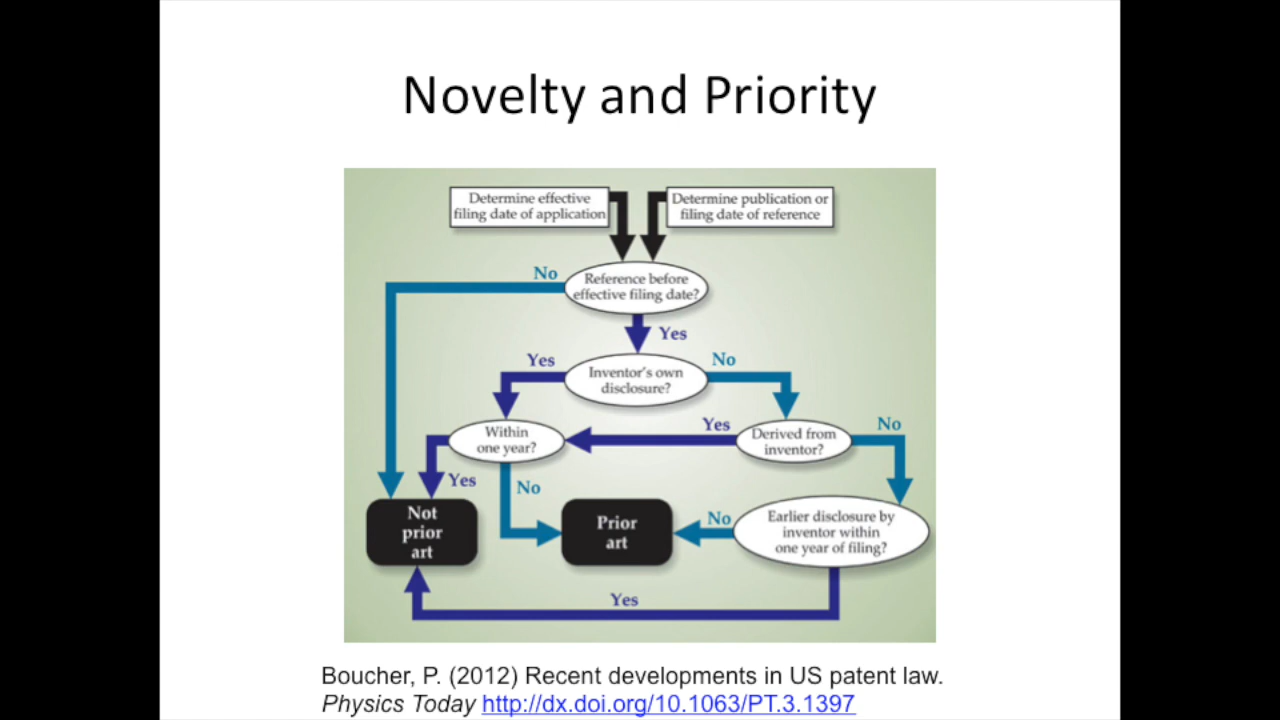 Novelty and Priority
Determine effective
filing date of application
Determine publication or
filing date of reference
No
Reference before
effective filing date?
Yes
Yes
Inventor's own
disclosure?
No
Within
one year?
Yes
Derived from
inventor?
No
Yes
No
Not
prior
art
Prior
art
No
Earlier disclosure by
inventor within
one year of filing?
Yes
Boucher, P. (2012) Recent developments in US patent law.
Physics Today http://dx.doi.org/10.1063/PT.3.1397